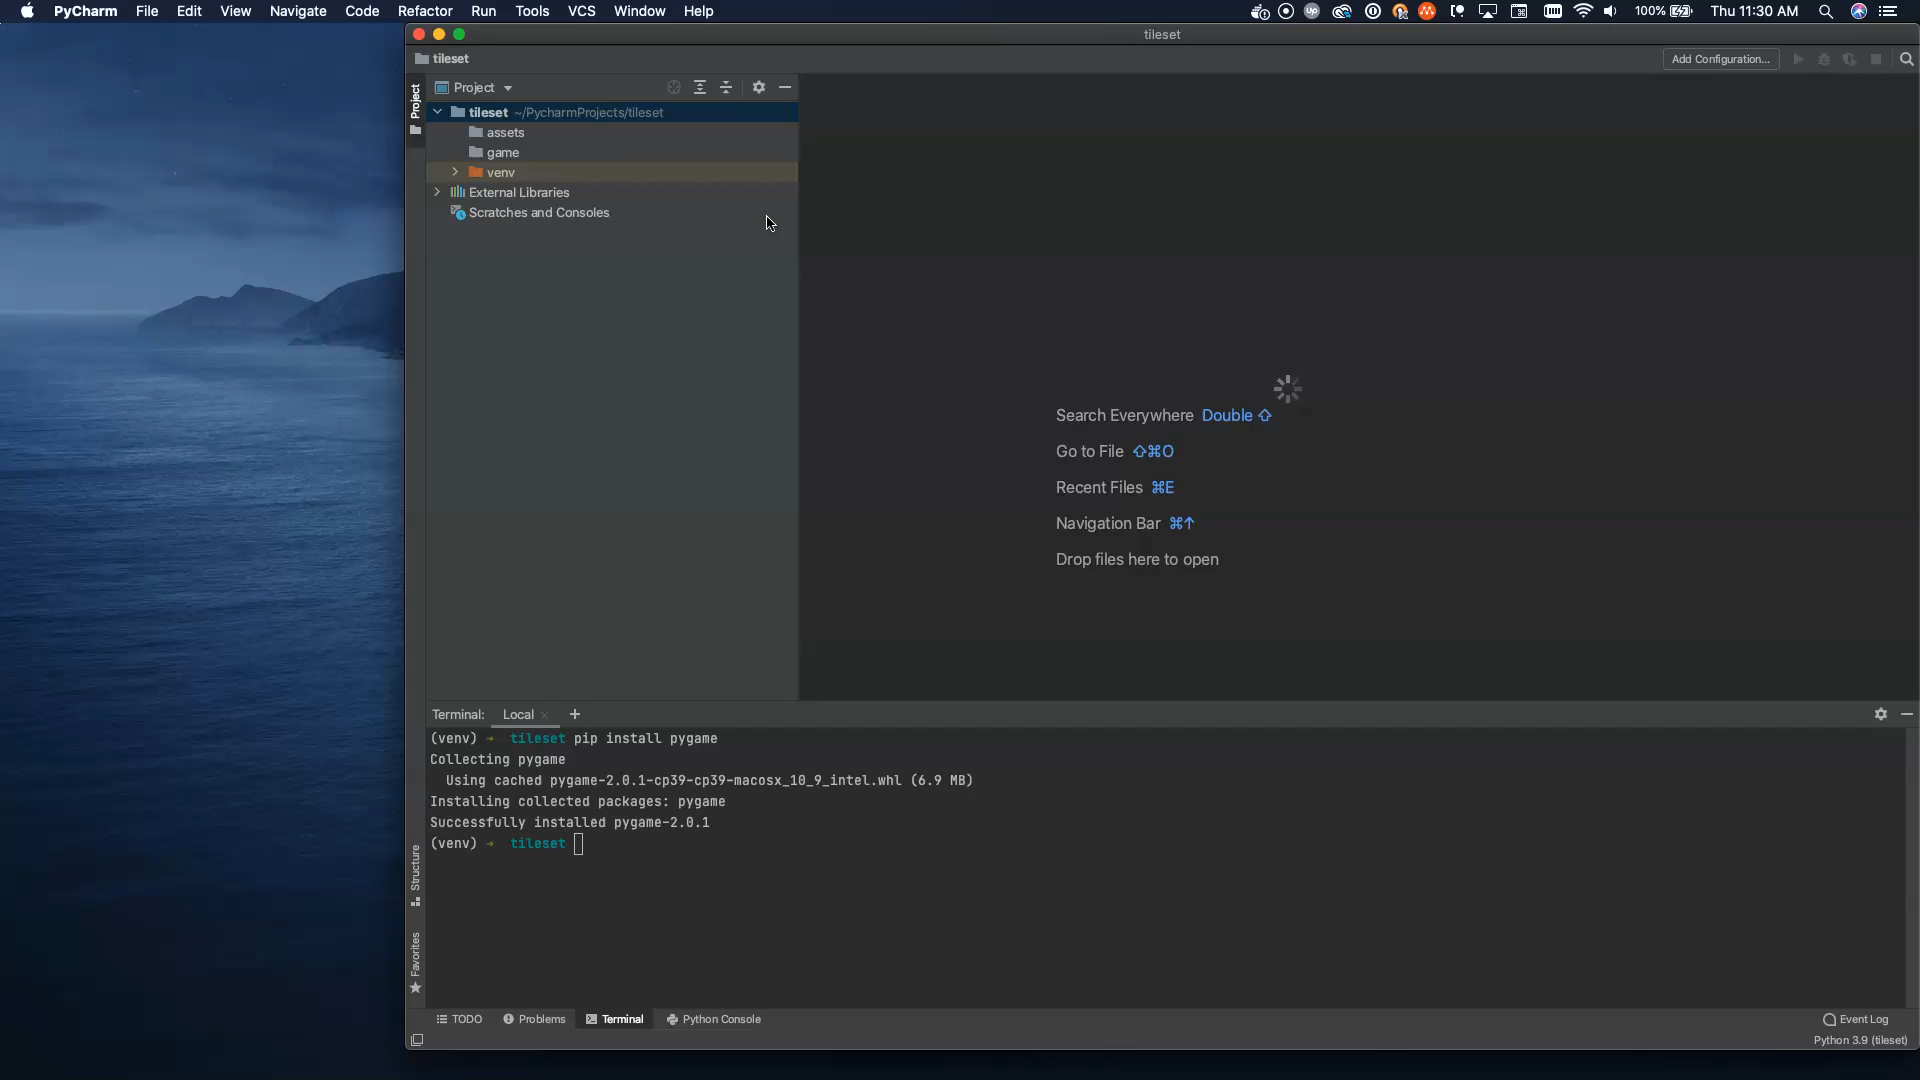 PyCharm File Edit View Navigate Code Refactor Run Tools VCS Window Help 100% Thu 11:30 AM
tileset
tileset Add Configuration...
Project
Project
tileset ~/PycharmProjects/tileset
assets
game
venv
External Libraries
Scratches and Consoles
Search Everywhere Double ⇧
Go to File ⇧⌘O
Recent Files ⌘E
Navigation Bar ⌘↑
Drop files here to open
Terminal: Local × +
(venv) → tileset pip install pygame
Collecting pygame
Using cached pygame-2.0.1-cp39-cp39-macosx_10_9_intel.whl (6.9 MB)
Installing collected packages: pygame
Successfully installed pygame-2.0.1
(venv) → tileset
Structure
Favorites
TODO Problems Terminal Python Console Event Log
Python 3.9 (tileset)